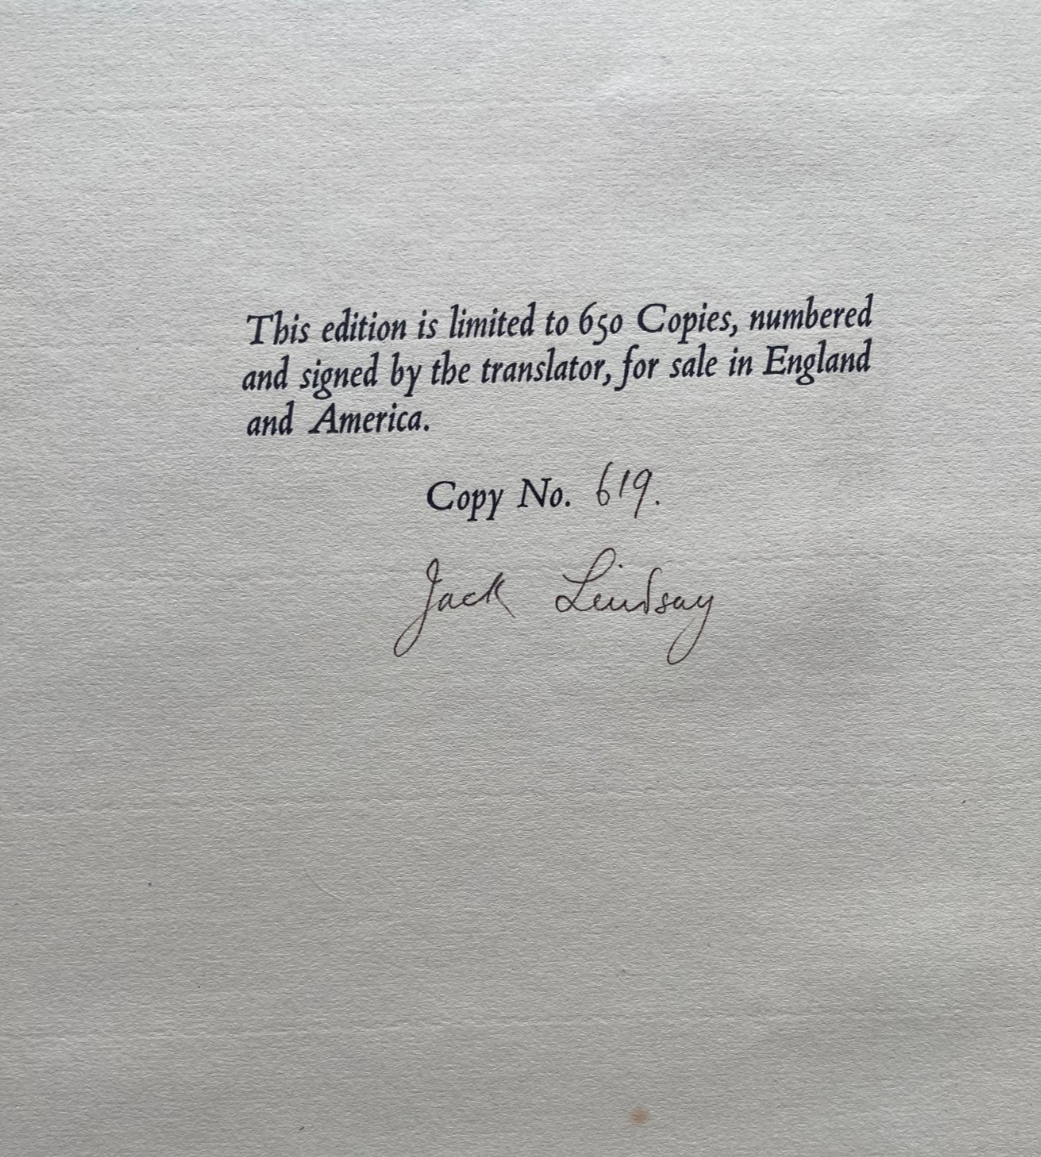 This edition is limited to 650 Copies, numbered
and signed by the translator, for sale in England
and America.
Copy No. 619.
Jack Lindsay